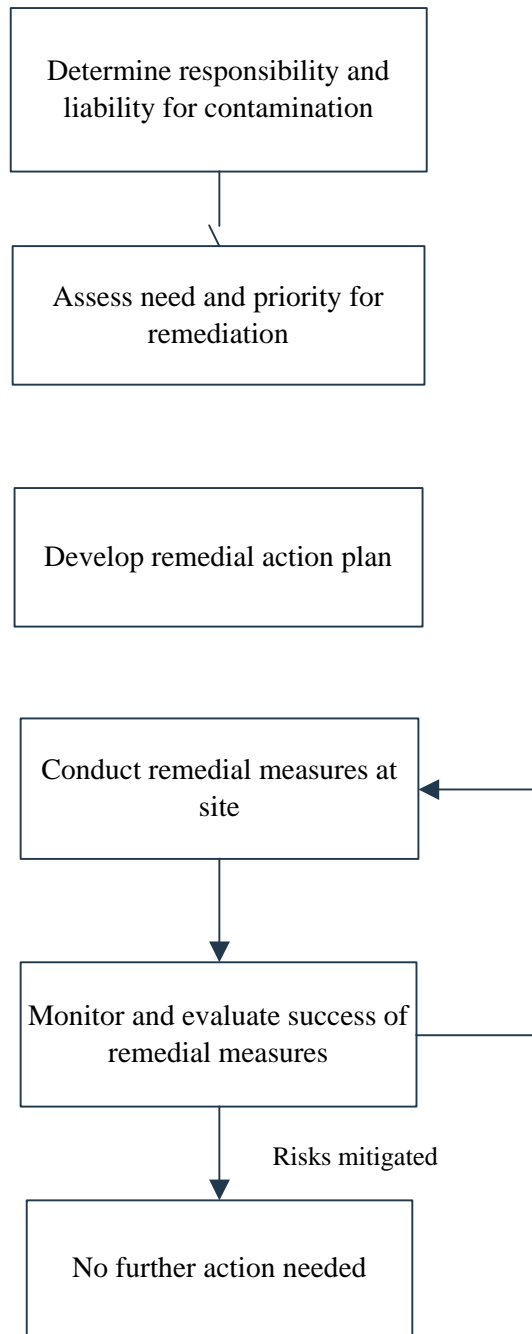 Determine responsibility and
liability for contamination
Assess need and priority for
remediation
Develop remedial action plan
Conduct remedial measures at
site
Monitor and evaluate success of
remedial measures
Risks mitigated
No further action needed